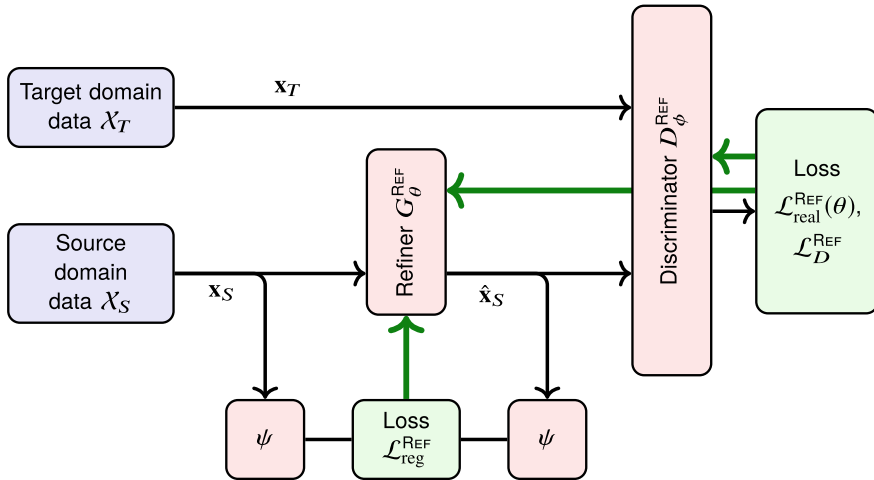 Target domain
data 𝒳_T
x_T
Source
domain
data 𝒳_S
x_S
Refiner G_θ^REF
x̂_S
Discriminator D_ϕ^REF
Loss
ℒ_real^REF(θ),
ℒ_D^REF
ψ
Loss
ℒ_reg^REF
ψ